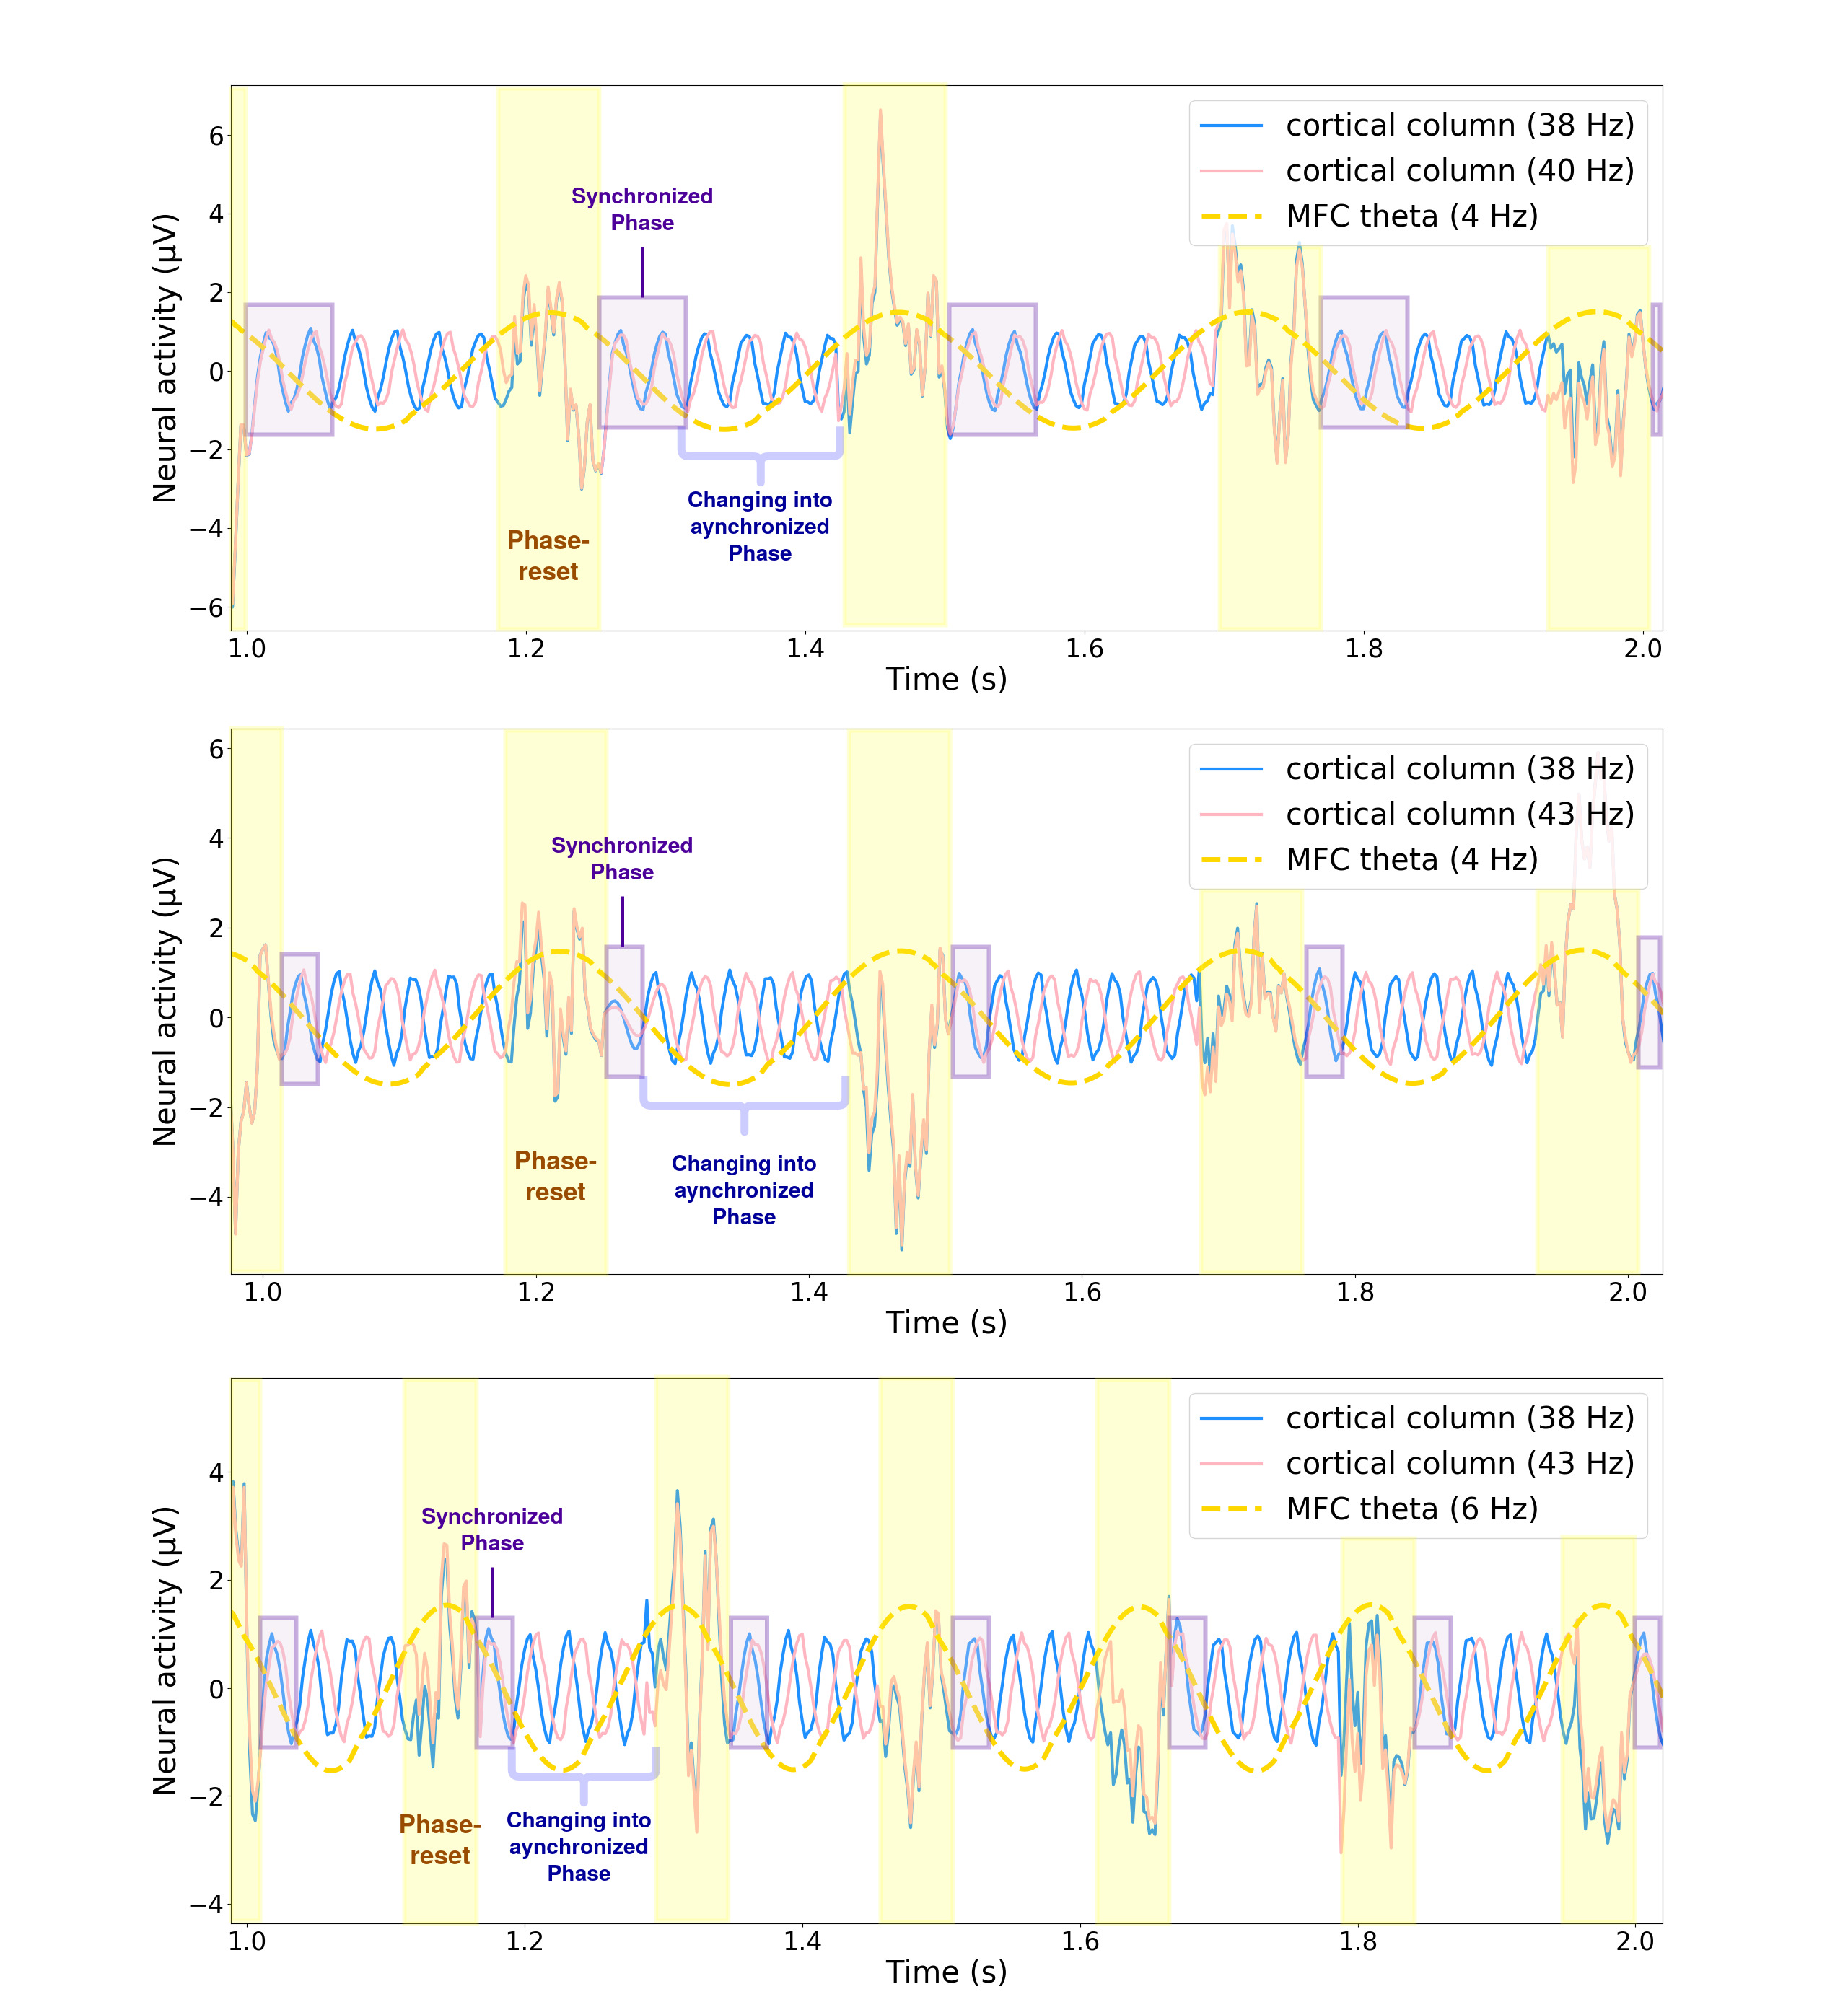 Neural activity (μV)
6
4
2
0
−2
−4
−6
cortical column (38 Hz)
cortical column (40 Hz)
MFC theta (4 Hz)
Synchronized
Phase
Changing into
aynchronized
Phase
Phase-
reset
1.0 1.2 1.4 1.6 1.8 2.0
Time (s)
Neural activity (μV)
6
4
2
0
−2
−4
cortical column (38 Hz)
cortical column (43 Hz)
MFC theta (4 Hz)
Synchronized
Phase
Phase-
reset
Changing into
aynchronized
Phase
1.0 1.2 1.4 1.6 1.8 2.0
Time (s)
Neural activity (μV)
4
2
0
−2
−4
cortical column (38 Hz)
cortical column (43 Hz)
MFC theta (6 Hz)
Synchronized
Phase
Phase-
reset
Changing into
aynchronized
Phase
1.0 1.2 1.4 1.6 1.8 2.0
Time (s)